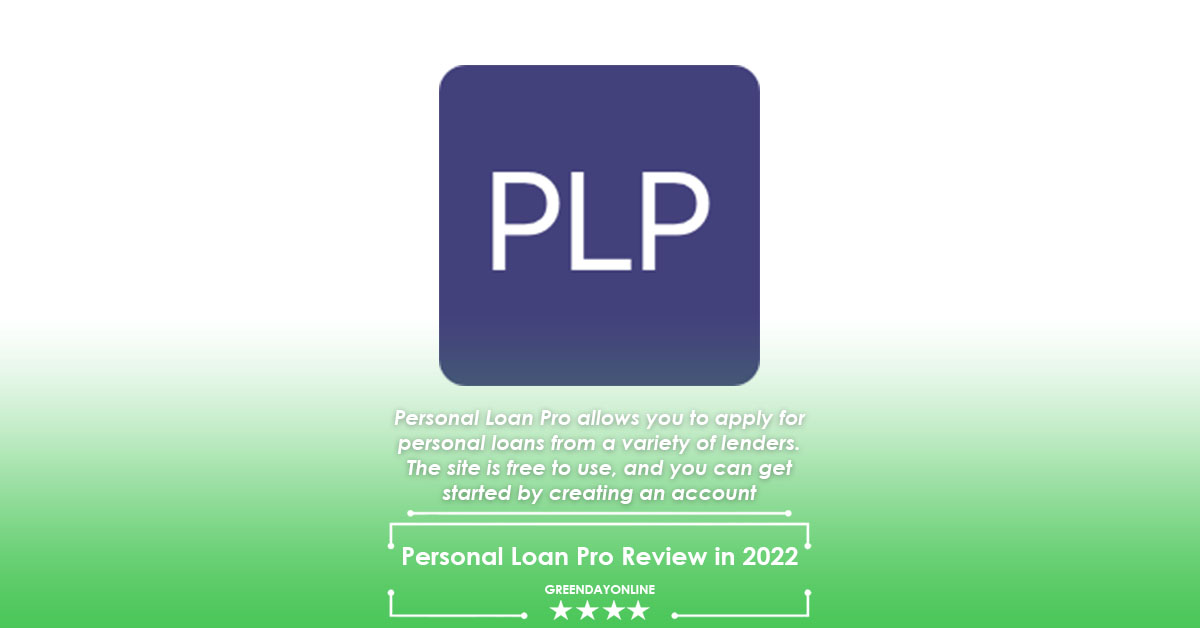 PLP
Personal Loan Pro allows you to apply for
personal loans from a variety of lenders.
The site is free to use, and you can get
started by creating an account
Personal Loan Pro Review in 2022
GREENDAYONLINE